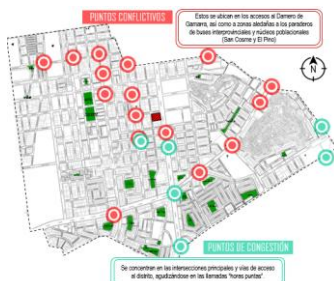 PUNTOS CONFLICTIVOS
Estos se ubican en los accesos al Damero de
Gamarra, así como a zonas aledañas a los paraderos
de buses interprovinciales y núcleos poblacionales
(San Cosme y El Pino)
N
PUNTOS DE CONGESTIÓN
Se concentran en las intersecciones principales y vías de acceso
al distrito, agudizándose en las llamadas "horas puntas".